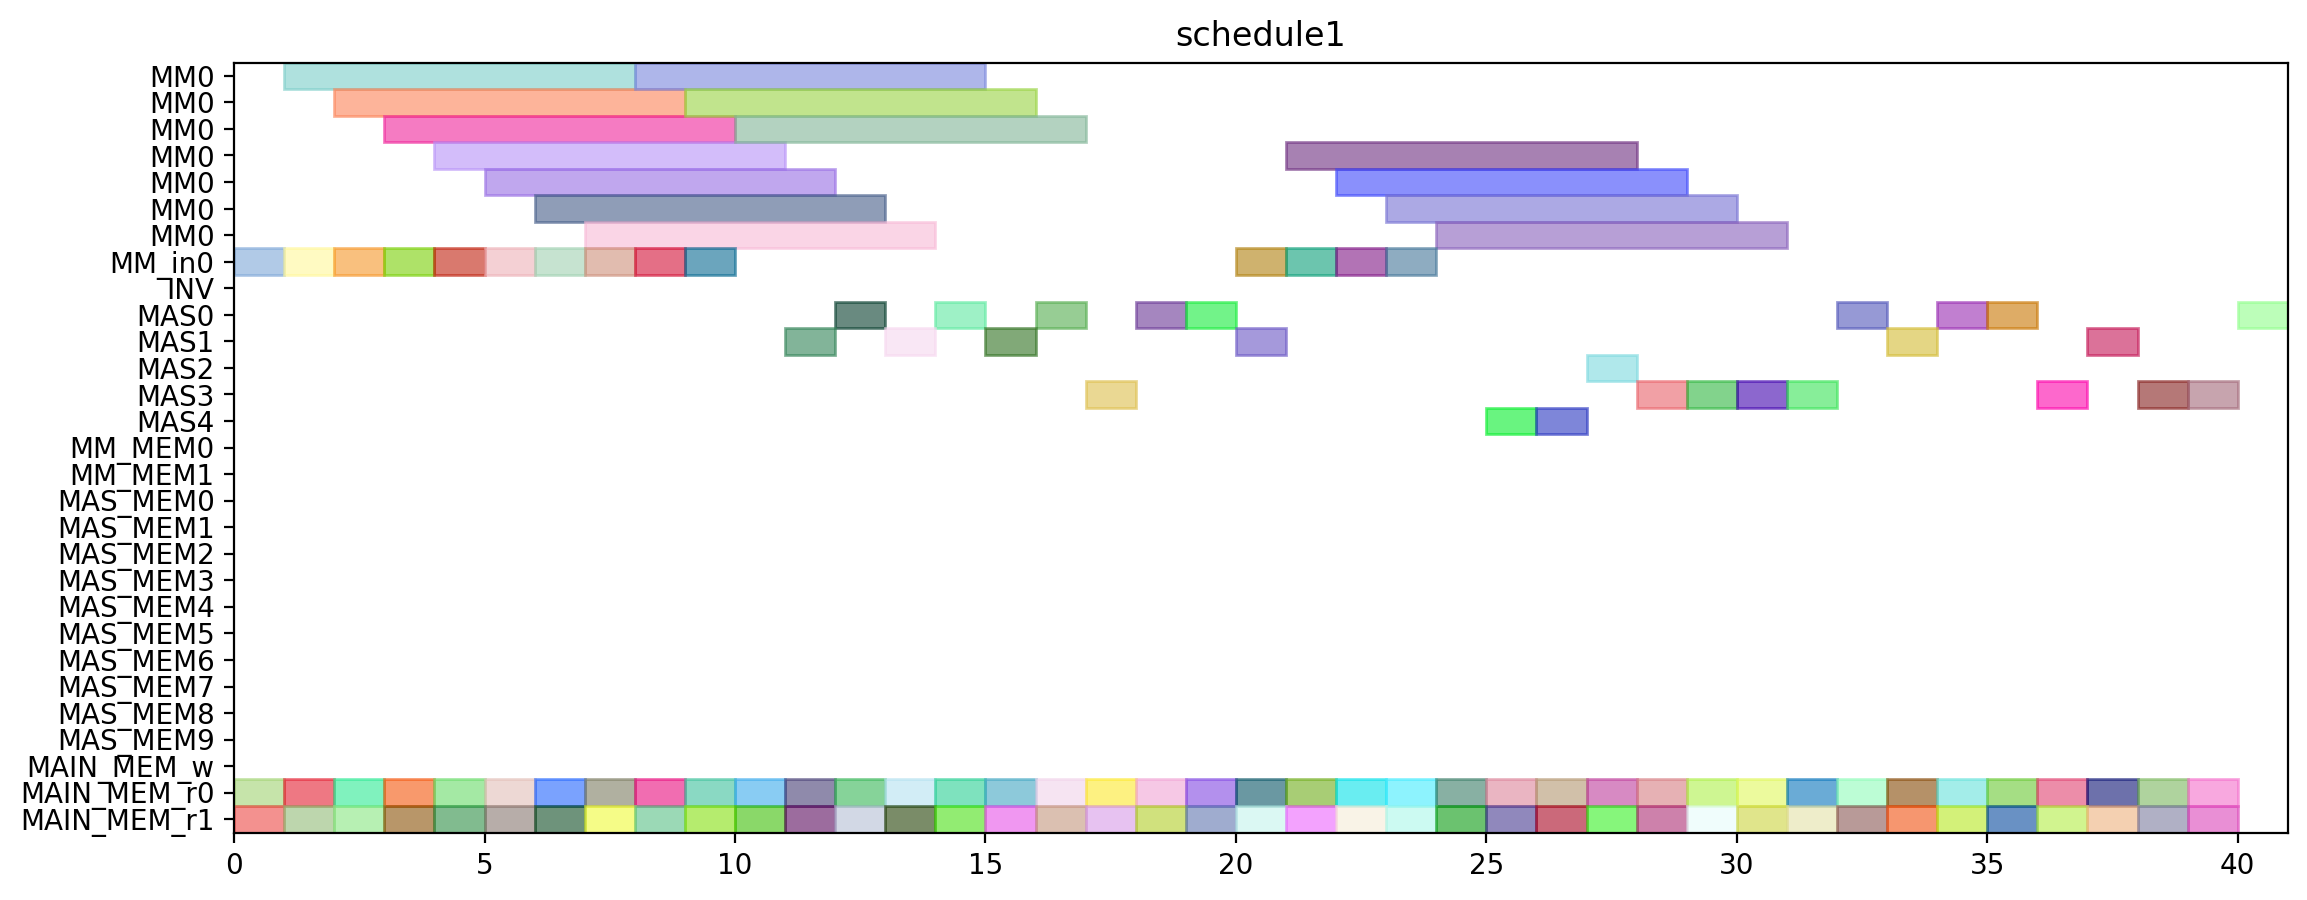 schedule1
MM0
MM0
MM0
MM0
MM0
MM0
MM0
MM_in0
INV
MAS0
MAS1
MAS2
MAS3
MAS4
MM_MEM0
MM_MEM1
MAS_MEM0
MAS_MEM1
MAS_MEM2
MAS_MEM3
MAS_MEM4
MAS_MEM5
MAS_MEM6
MAS_MEM7
MAS_MEM8
MAS_MEM9
MAIN_MEM_w
MAIN_MEM_r0
MAIN_MEM_r1
0 5 10 15 20 25 30 35 40